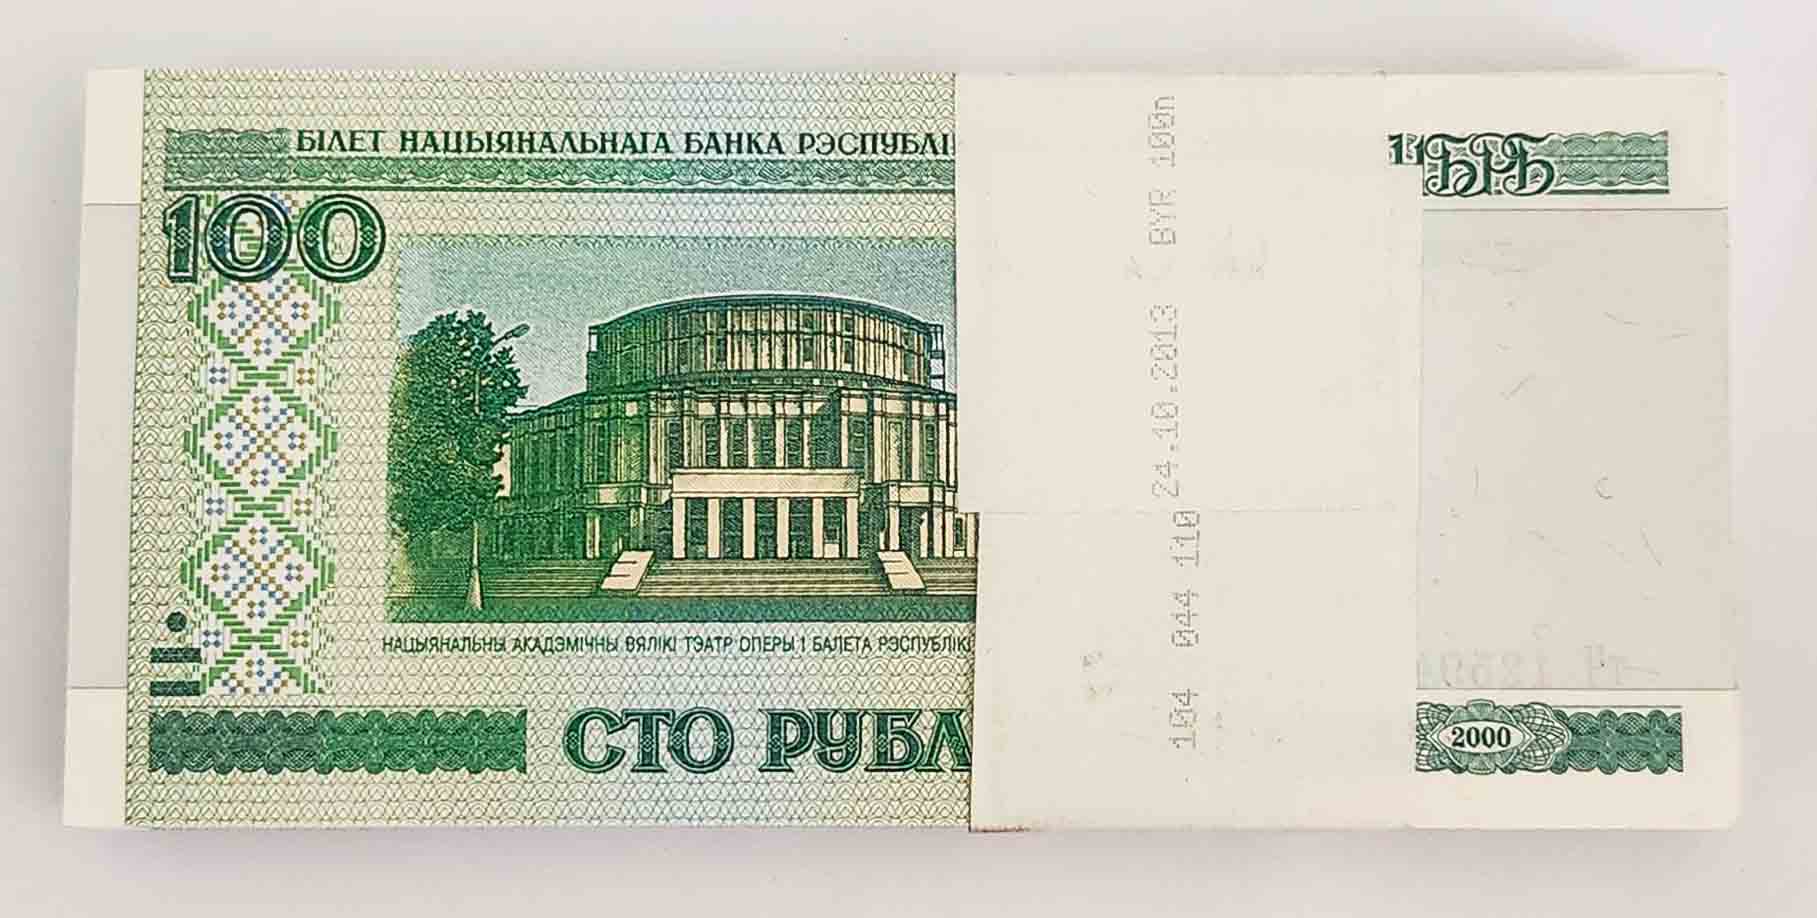 БІЛЕТ НАЦЫЯНАЛЬНАГА БАНКА РЭСПУБЛІ
НБРБ
100
НАЦЫЯНАЛЬНЫ АКАДЭМІЧНЫ ВЯЛІКІ ТЭАТР ОПЕРЫ І БАЛЕТА РЭСПУБЛІКІ
СТО РУБЛ
2000
104 044 110 24.10.2013 BYR 100п